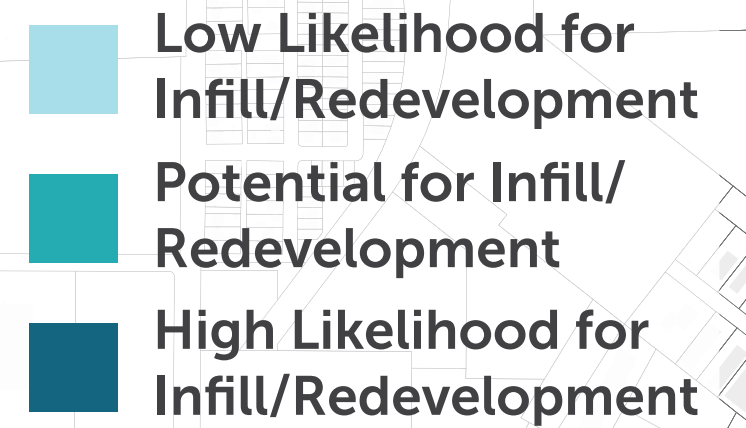 Low Likelihood for
Infill/Redevelopment
Potential for Infill/
Redevelopment
High Likelihood for
Infill/Redevelopment